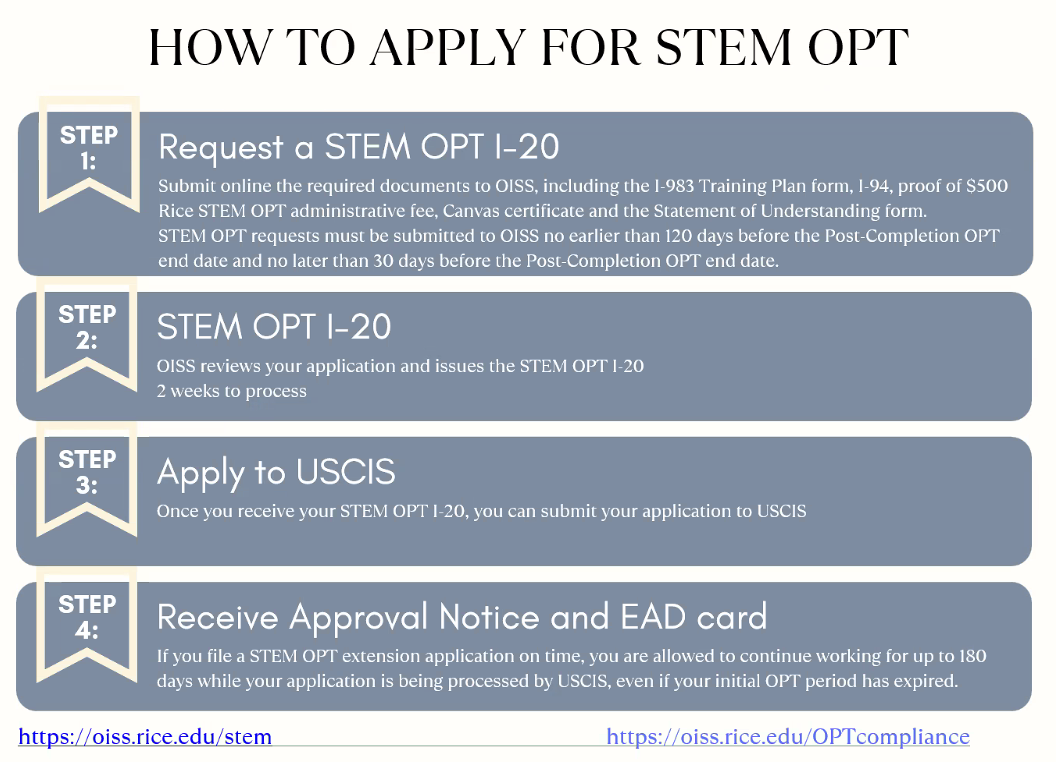 HOW TO APPLY FOR STEM OPT
STEP
1:
Request a STEM OPT I-20
Submit online the required documents to OISS, including the I-983 Training Plan form, I-94, proof of $500
Rice STEM OPT administrative fee, Canvas certificate and the Statement of Understanding form.
STEM OPT requests must be submitted to OISS no earlier than 120 days before the Post-Completion OPT
end date and no later than 30 days before the Post-Completion OPT end date.
STEP
2:
STEM OPT I-20
OISS reviews your application and issues the STEM OPT I-20
2 weeks to process
STEP
3:
Apply to USCIS
Once you receive your STEM OPT I-20, you can submit your application to USCIS
STEP
4:
Receive Approval Notice and EAD card
If you file a STEM OPT extension application on time, you are allowed to continue working for up to 180
days while your application is being processed by USCIS, even if your initial OPT period has expired.
https://oiss.rice.edu/stem https://oiss.rice.edu/OPTcompliance